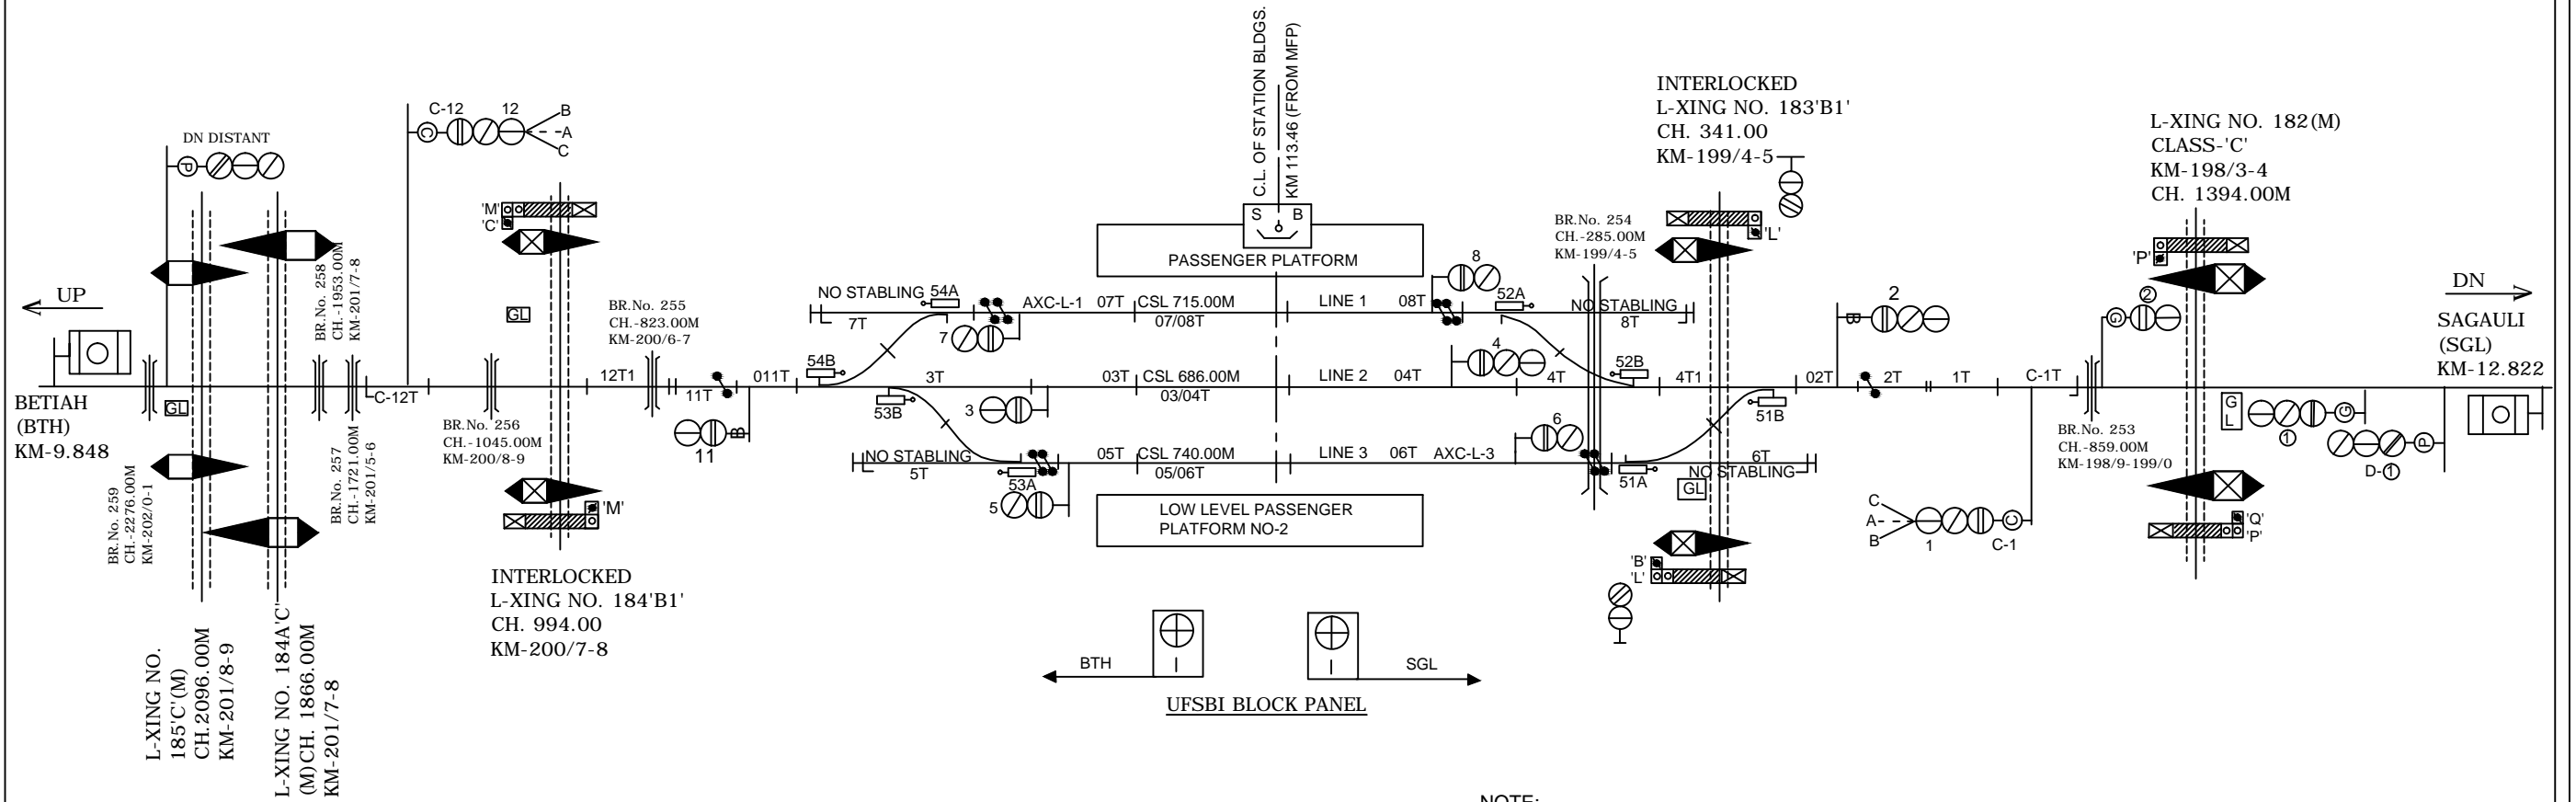 C.L. OF STATION BLDGS.
KM 113.46 (FROM MFP)
S B
PASSENGER PLATFORM
INTERLOCKED
L-XING NO. 183'B1'
CH. 341.00
KM-199/4-5
L-XING NO. 182(M)
CLASS-'C'
KM-198/3-4
CH. 1394.00M
DN DISTANT
P
C-12 12
C
B
A
C
'M'
'C'
'L'
'P'
BR.No. 254
CH.-285.00M
KM-199/4-5
UP
DN
BR.No. 258
CH.-1953.00M
KM-201/7-8
GL
BR.No. 255
CH.-823.00M
KM-200/6-7
NO STABLING
54A
7T
7
AXC-L-1 07T CSL 715.00M LINE 1 08T
07/08T
8
52A
NO STABLING
8T
2
B
2
G
SAGAULI
(SGL)
KM-12.822
BETIAH
(BTH)
KM-9.848
GL
C-12T
12T1
11T
011T
54B
53B
3T
03T CSL 686.00M LINE 2 04T
03/04T
3
4
4T
52B
4T1
51B
02T
2T
1T
C-1T
BR.No. 253
CH.-859.00M
KM-198/9-199/0
G
L
G
1
P
D-1
BR.No. 256
CH.-1045.00M
KM-200/8-9
BR.No. 257
CH.-1721.00M
KM-201/5-6
BR.No. 259
CH.-2276.00M
KM-202/0-1
B
11
NO STABLING
5T
53A
5
05T CSL 740.00M LINE 3 06T AXC-L-3
05/06T
6
51A
NO STABLING
6T
GL
LOW LEVEL PASSENGER
PLATFORM NO-2
'M'
'B'
'L'
C
A
B
1
C-1
C
'Q'
'P'
INTERLOCKED
L-XING NO. 184'B1'
CH. 994.00
KM-200/7-8
L-XING NO.
185'C'(M)
CH.2096.00M
KM-201/8-9
L-XING NO. 184A'C'
(M)CH. 1866.00M
KM-201/7-8
BTH
SGL
UFSBI BLOCK PANEL
NOTE: